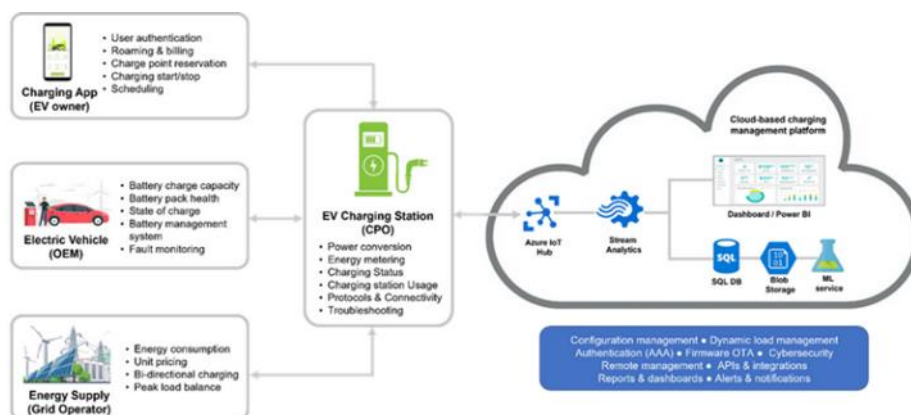 User authentication
Roaming & billing
Charge point reservation
Charging start/stop
Scheduling
Charging App
(EV owner)
Battery charge capacity
Battery pack health
State of charge
Battery management
system
Fault monitoring
Electric Vehicle
(OEM)
Energy consumption
Unit pricing
Bi-directional charging
Peak load balance
Energy Supply
(Grid Operator)
EV Charging Station
(CPO)
Power conversion
Energy metering
Charging Status
Charging station Usage
Protocols & Connectivity
Troubleshooting
Cloud-based charging
management platform
Azure IoT
Hub
Stream
Analytics
Dashboard / Power BI
SQL
SQL DB
Blob
Storage
ML
service
Configuration management ● Dynamic load management
Authentication (AAA) ● Firmware OTA ● Cybersecurity
Remote management ● APIs & integrations
Reports & dashboards ● Alerts & notifications